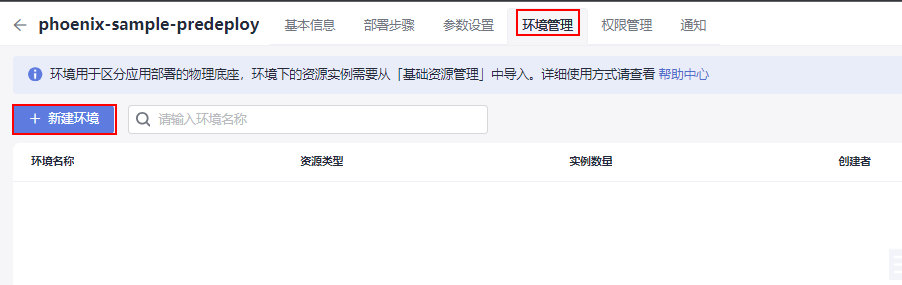 phoenix-sample-predeploy 基本信息 部署步骤 参数设置 环境管理 权限管理 通知
环境用于区分应用部署的物理底座，环境下的资源实例需要从「基础资源管理」中导入。详细使用方式请查看 帮助中心
+ 新建环境 请输入环境名称
环境名称 资源类型 实例数量 创建者